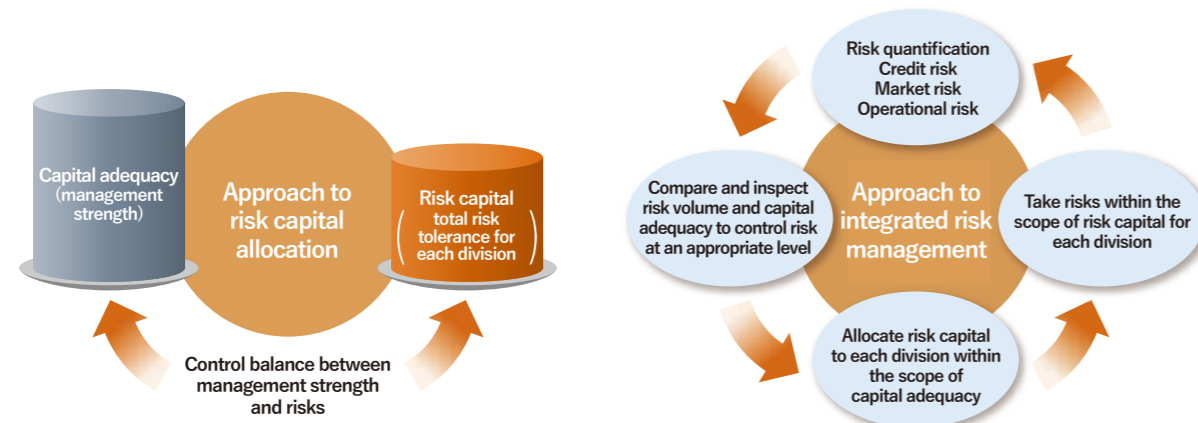 Capital adequacy
(management
strength)
Approach to
risk capital
allocation
Risk capital
(total risk
tolerance for
each division)
Control balance between
management strength
and risks
Risk quantification
Credit risk
Market risk
Operational risk
Compare and inspect
risk volume and capital
adequacy to control risk
at an appropriate level
Approach to
integrated risk
management
Take risks within the
scope of risk capital for
each division
Allocate risk capital
to each division within
the scope of
capital adequacy